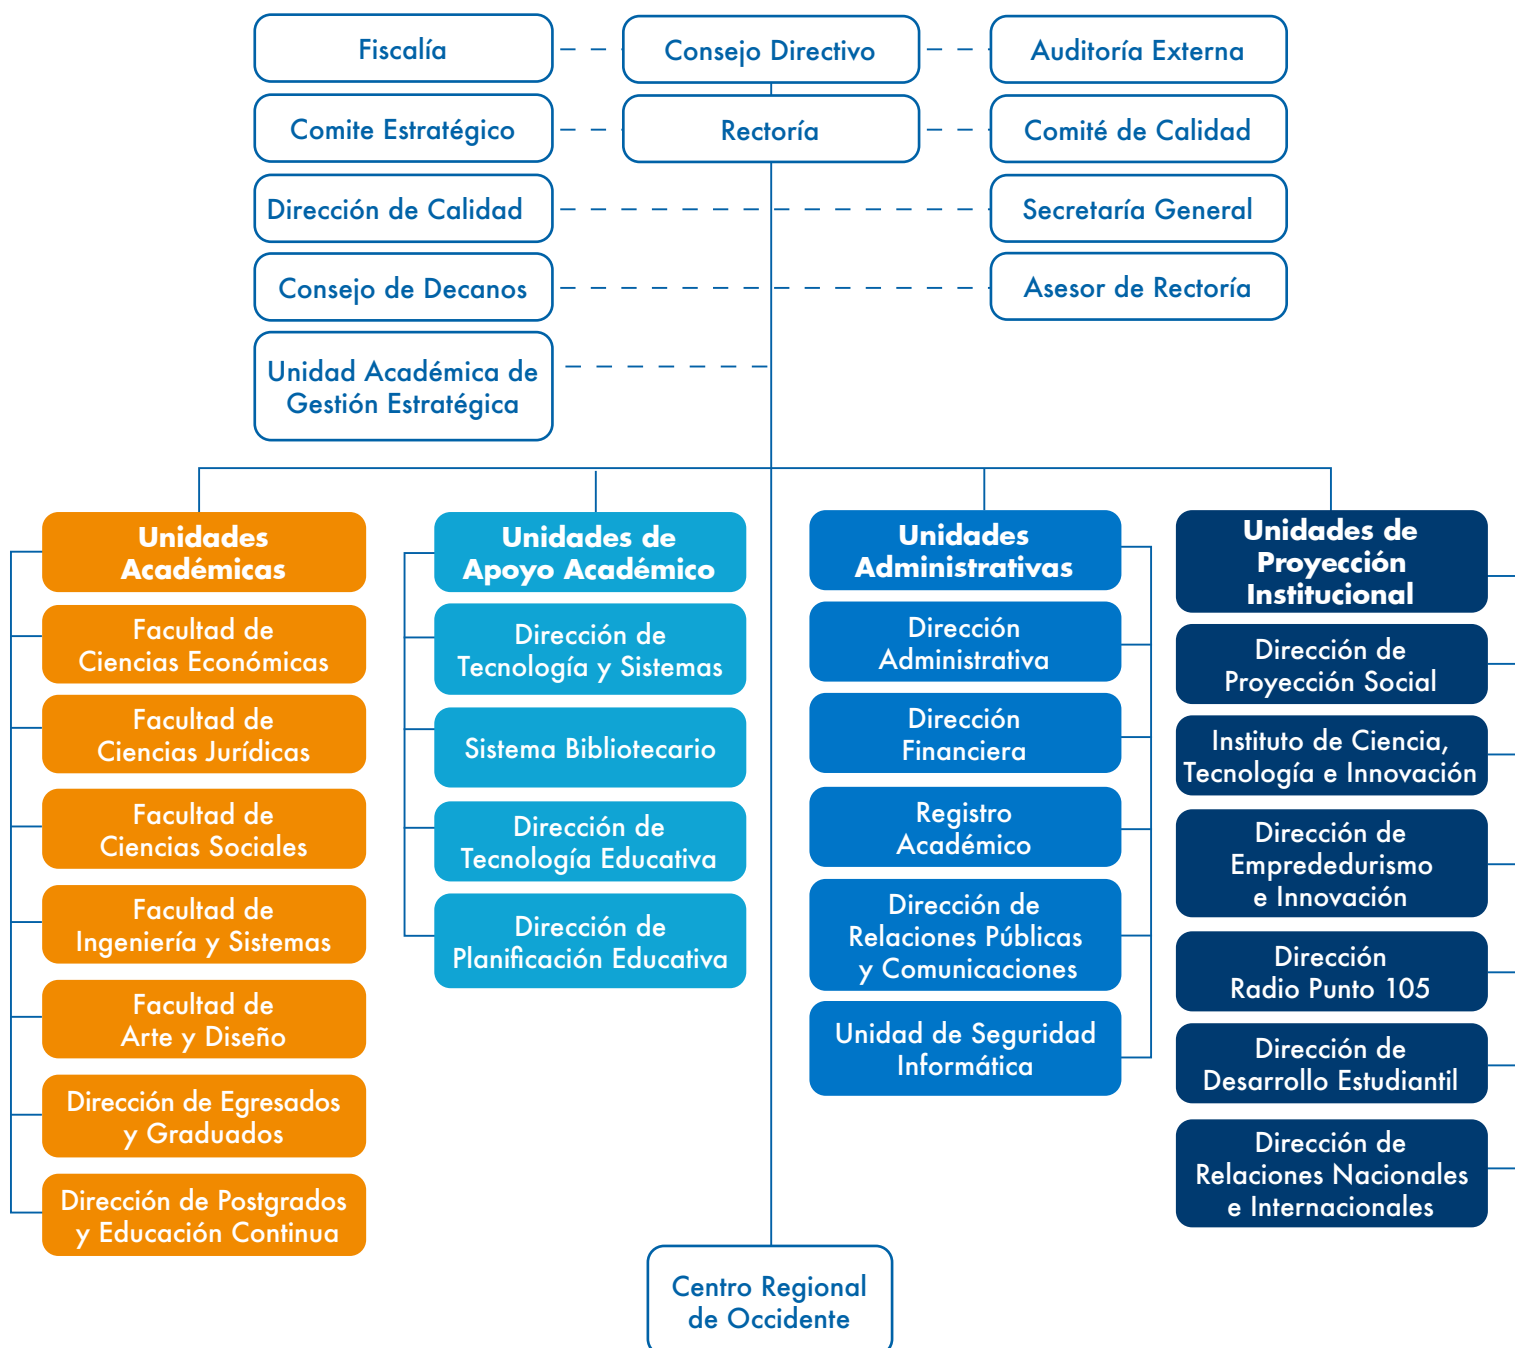 Fiscalía
Consejo Directivo
Auditoría Externa
Comite Estratégico
Rectoría
Comité de Calidad
Dirección de Calidad
Secretaría General
Consejo de Decanos
Asesor de Rectoría
Unidad Académica de
Gestión Estratégica
Unidades
Académicas
Facultad de
Ciencias Económicas
Facultad de
Ciencias Jurídicas
Facultad de
Ciencias Sociales
Facultad de
Ingeniería y Sistemas
Facultad de
Arte y Diseño
Dirección de Egresados
y Graduados
Dirección de Postgrados
y Educación Continua
Unidades de
Apoyo Académico
Dirección de
Tecnología y Sistemas
Sistema Bibliotecario
Dirección de
Tecnología Educativa
Dirección de
Planificación Educativa
Unidades
Administrativas
Dirección
Administrativa
Dirección
Financiera
Registro
Académico
Dirección de
Relaciones Públicas
y Comunicaciones
Unidad de Seguridad
Informática
Unidades de
Proyección
Institucional
Dirección de
Proyección Social
Instituto de Ciencia,
Tecnología e Innovación
Dirección de
Emprededurismo
e Innovación
Dirección
Radio Punto 105
Dirección de
Desarrollo Estudiantil
Dirección de
Relaciones Nacionales
e Internacionales
Centro Regional
de Occidente